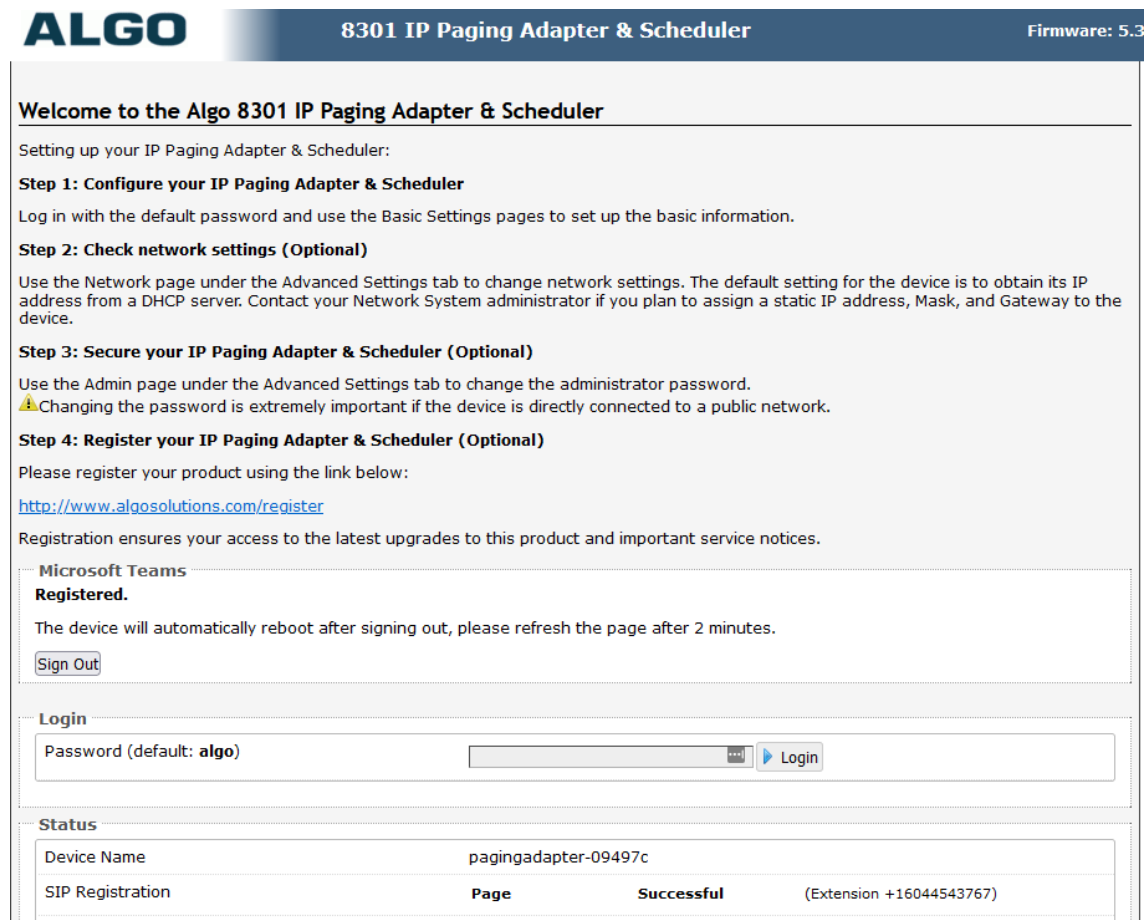 ALGO
8301 IP Paging Adapter & Scheduler
Firmware: 5.3
Welcome to the Algo 8301 IP Paging Adapter & Scheduler
Setting up your IP Paging Adapter & Scheduler:
Step 1: Configure your IP Paging Adapter & Scheduler
Log in with the default password and use the Basic Settings pages to set up the basic information.
Step 2: Check network settings (Optional)
Use the Network page under the Advanced Settings tab to change network settings. The default setting for the device is to obtain its IP
address from a DHCP server. Contact your Network System administrator if you plan to assign a static IP address, Mask, and Gateway to the
device.
Step 3: Secure your IP Paging Adapter & Scheduler (Optional)
Use the Admin page under the Advanced Settings tab to change the administrator password.
Changing the password is extremely important if the device is directly connected to a public network.
Step 4: Register your IP Paging Adapter & Scheduler (Optional)
Please register your product using the link below:
http://www.algosolutions.com/register
Registration ensures your access to the latest upgrades to this product and important service notices.
Microsoft Teams
Registered.
The device will automatically reboot after signing out, please refresh the page after 2 minutes.
Sign Out
Login
Password (default: algo)
Login
Status
Device Name pagingadapter-09497c
SIP Registration Page Successful (Extension +16044543767)